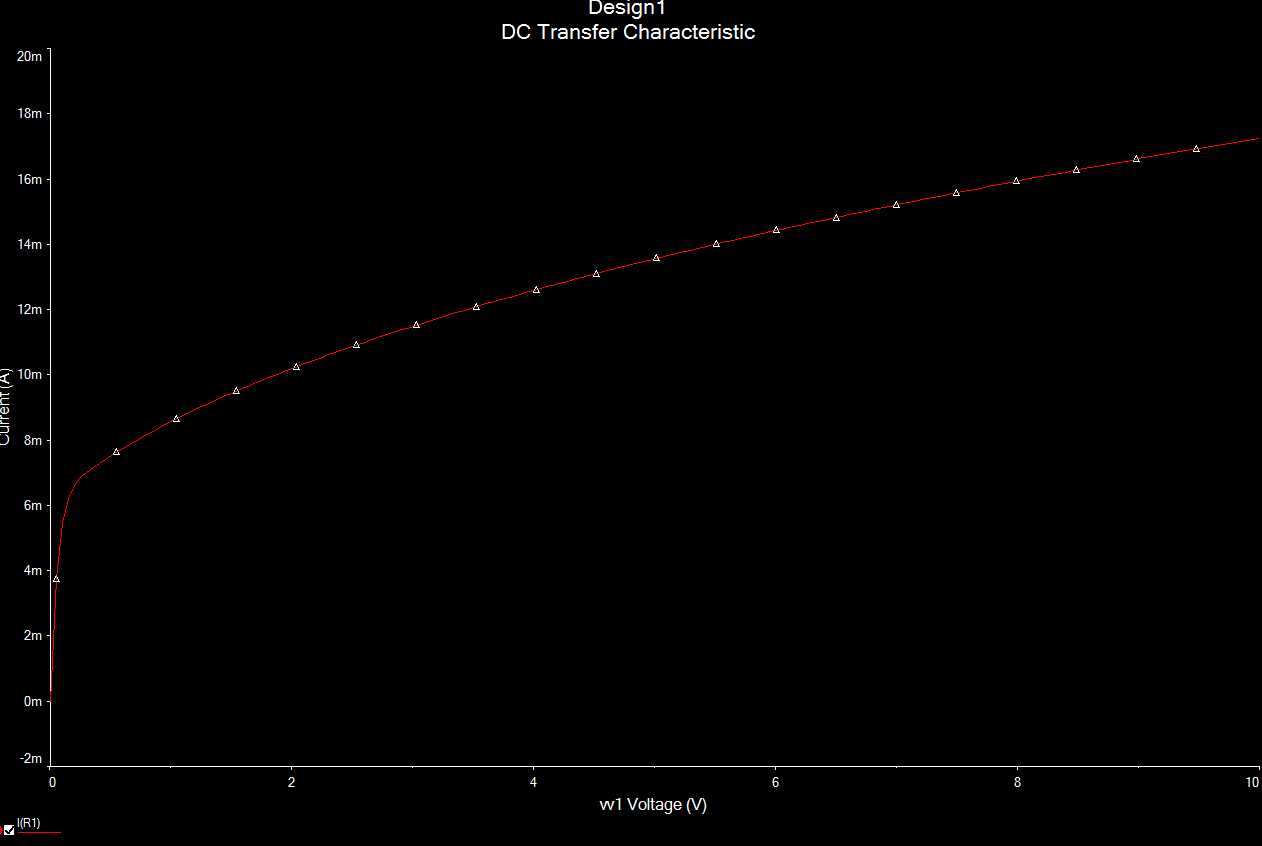 Design1
DC Transfer Characteristic
20m
18m
16m
14m
12m
10m
8m
6m
4m
2m
0m
-2m
Current (A)
0 2 4 6 8 10
vv1 Voltage (V)
I(R1)